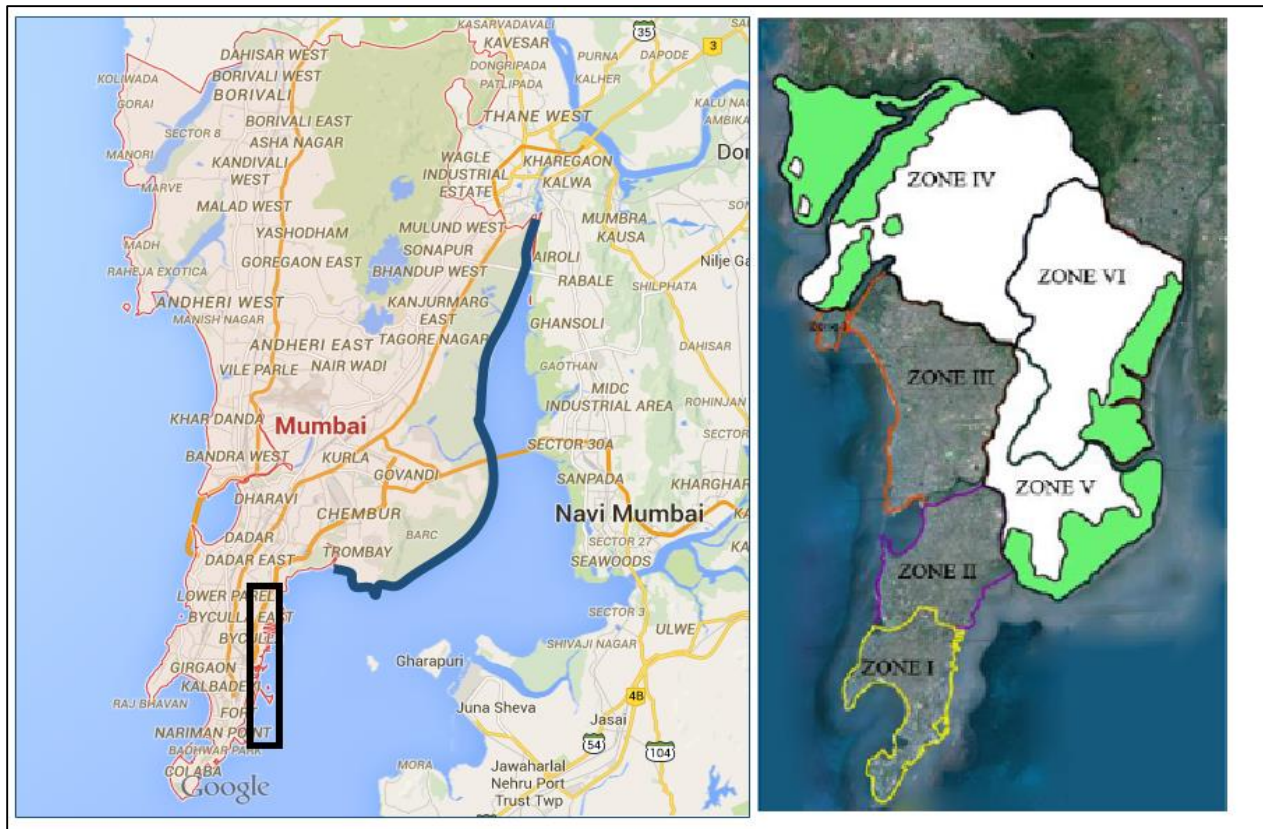 KASARVADAVALI
KAVESAR
35
DAHISAR WEST
DONGRIPADA
PURNA
DAPODE
3
KOLIWADA
BORIVALI WEST
PATLIPADA
KALHER
BORIVALI
GORAI
KALU NAG
AMBIKA
SECTOR 8
BORIVALI EAST
THANE WEST
ASHA NAGAR
MANORI
KANDIVALI
WEST
WAGLE
INDUSTRIAL
ESTATE
KHAREGAON
Dor
KALWA
MARVE
MALAD WEST
MULUND WEST
MUMBRA
KAUSA
YASHODHAM
SONAPUR
AIROLI
MADH
GOREGAON EAST
BHANDUP WEST
RABALE
Nilje Ga
RAHEJA EXOTICA
SHILPHATA
ANDHERI WEST
KANJURMARG
EAST
GHANSOLI
MANISH NAGAR
TAGORE NAGAR
ANDHERI EAST
DAHISAR
NAIR WADI
GAOTHAN
VILE PARLE
MIDC
INDUSTRIAL AREA
ROHINJAN
KHAR DANDA
Mumbai
SECTOR 30A
SECTOR
BANDRA WEST
KURLA
GOVANDI
SANPADA
KHARGHAR
DHARAVI
CHEMBUR
Navi Mumbai
DADAR
BARC
DADAR EAST
TROMBAY
SECTOR 27
SEAWOODS
KA
LOWER PAREL
SECTOR 3
BYCULLA EAST
ULWE
BYCULL
SHIVAJI NAGAR
GIRGAON
Gharapuri
KALBADEVI
4B
RAJ BHAVAN
FORT
Juna Sheva
Jasai
NARIMAN POINT
54
104
BADHWAR PARK
COLABA
MORA
Jawaharlal
Nehru Port
Trust Twp
Google
ZONE IV
ZONE VI
ZONE III
ZONE V
ZONE II
ZONE I